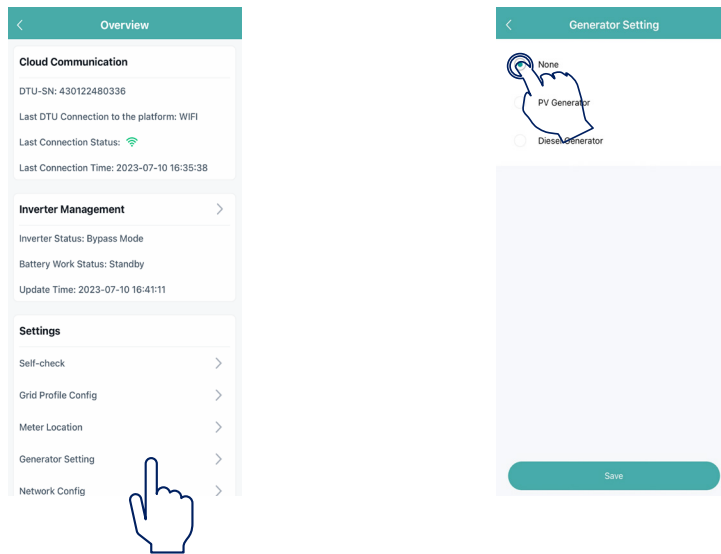 Overview
Cloud Communication
DTU-SN: 430122480336
Last DTU Connection to the platform: WIFI
Last Connection Status:
Last Connection Time: 2023-07-10 16:35:38
Inverter Management
Inverter Status: Bypass Mode
Battery Work Status: Standby
Update Time: 2023-07-10 16:41:11
Settings
Self-check
Grid Profile Config
Meter Location
Generator Setting
Network Config
Generator Setting
None
PV Generator
Diesel Generator
Save